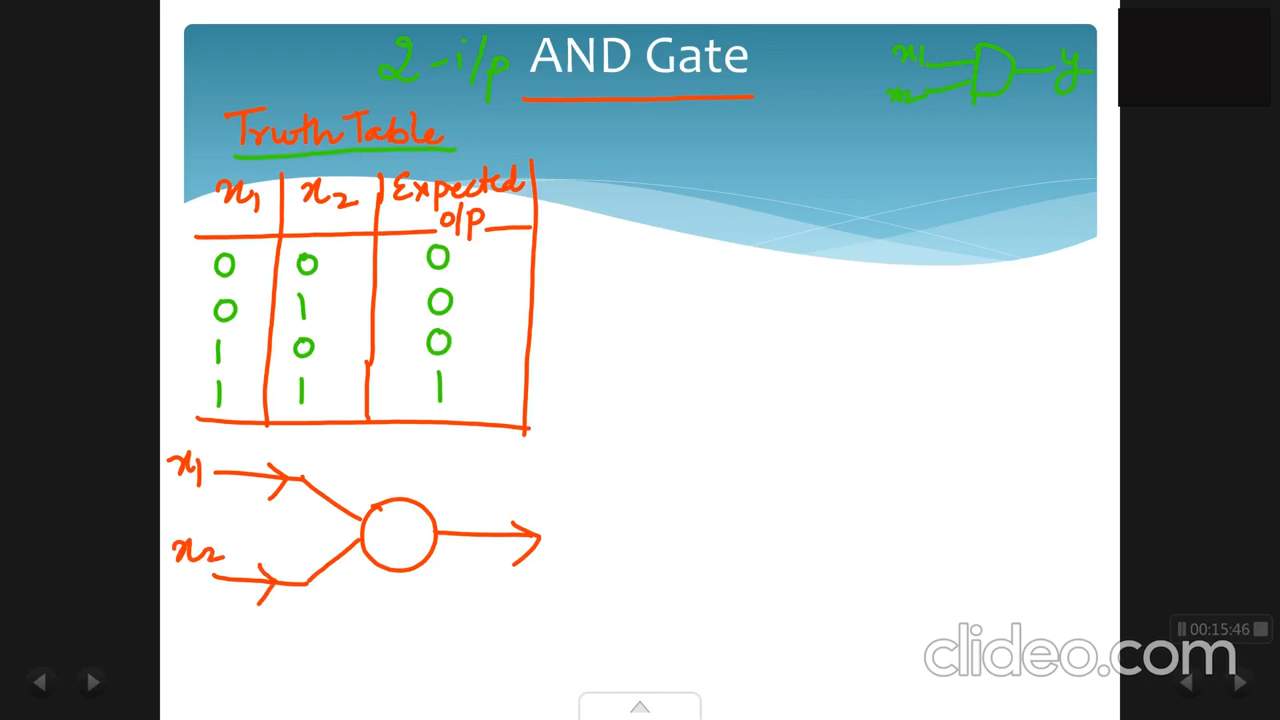 2-i/p AND Gate
x1
x2
y
Truth Table
x1 x2 Expected o/p
0 0 0
0 1 0
1 0 0
1 1 1
x1
x2
00:15:46
clideo.com